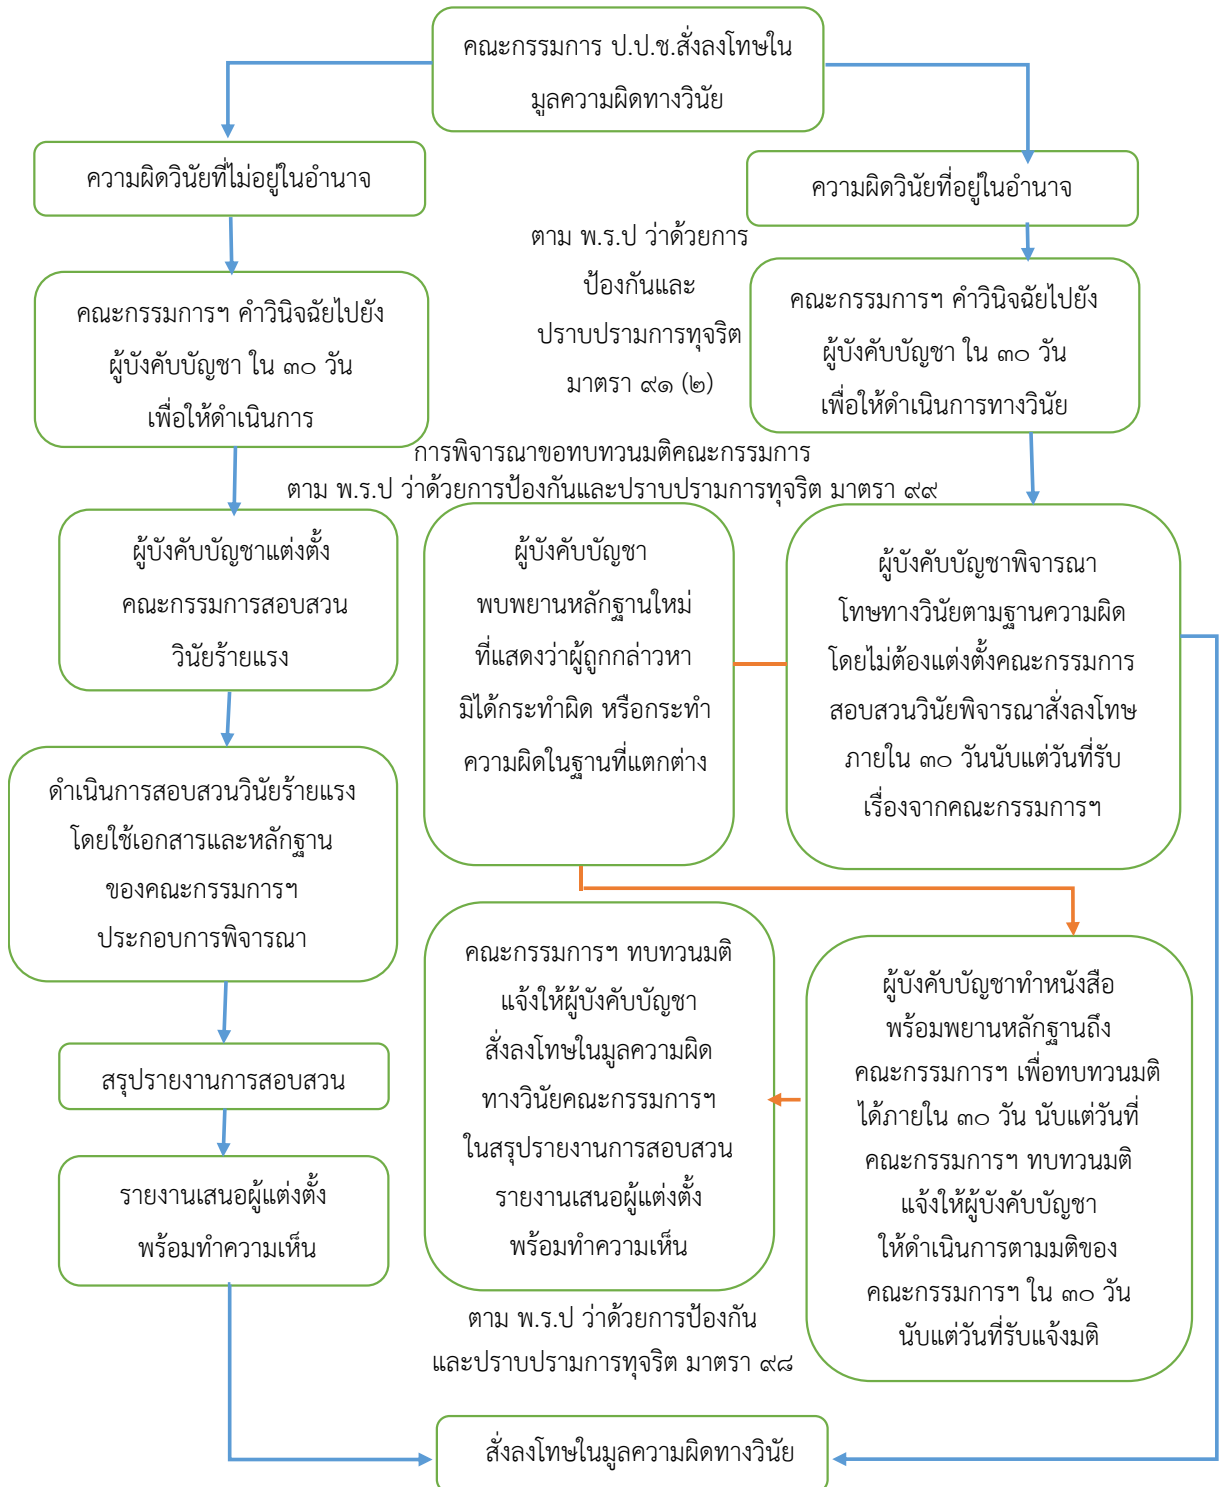 คณะกรรมการ ป.ป.ช.สั่งลงโทษใน
มูลความผิดทางวินัย
ความผิดวินัยที่ไม่อยู่ในอำนาจ
ความผิดวินัยที่อยู่ในอำนาจ
ตาม พ.ร.ป ว่าด้วยการ
ป้องกันและ
ปราบปรามการทุจริต
มาตรา ๙๑ (๒)
คณะกรรมการฯ คำวินิจฉัยไปยัง
ผู้บังคับบัญชา ใน ๓๐ วัน
เพื่อให้ดำเนินการ
คณะกรรมการฯ คำวินิจฉัยไปยัง
ผู้บังคับบัญชา ใน ๓๐ วัน
เพื่อให้ดำเนินการทางวินัย
การพิจารณาขอทบทวนมติคณะกรรมการ
ตาม พ.ร.ป ว่าด้วยการป้องกันและปราบปรามการทุจริต มาตรา ๙๙
ผู้บังคับบัญชาแต่งตั้ง
คณะกรรมการสอบสวน
วินัยร้ายแรง
ผู้บังคับบัญชา
พบพยานหลักฐานใหม่
ที่แสดงว่าผู้ถูกกล่าวหา
มิได้กระทำผิด หรือกระทำ
ความผิดในฐานที่แตกต่าง
ผู้บังคับบัญชาพิจารณา
โทษทางวินัยตามฐานความผิด
โดยไม่ต้องแต่งตั้งคณะกรรมการ
สอบสวนวินัยพิจารณาสั่งลงโทษ
ภายใน ๓๐ วันนับแต่วันที่รับ
เรื่องจากคณะกรรมการฯ
ดำเนินการสอบสวนวินัยร้ายแรง
โดยใช้เอกสารและหลักฐาน
ของคณะกรรมการฯ
ประกอบการพิจารณา
คณะกรรมการฯ ทบทวนมติ
แจ้งให้ผู้บังคับบัญชา
สั่งลงโทษในมูลความผิด
ทางวินัยคณะกรรมการฯ
ในสรุปรายงานการสอบสวน
รายงานเสนอผู้แต่งตั้ง
พร้อมทำความเห็น
ผู้บังคับบัญชาทำหนังสือ
พร้อมพยานหลักฐานถึง
คณะกรรมการฯ เพื่อทบทวนมติ
ได้ภายใน ๓๐ วัน นับแต่วันที่
คณะกรรมการฯ ทบทวนมติ
แจ้งให้ผู้บังคับบัญชา
ให้ดำเนินการตามมติของ
คณะกรรมการฯ ใน ๓๐ วัน
นับแต่วันที่รับแจ้งมติ
สรุปรายงานการสอบสวน
รายงานเสนอผู้แต่งตั้ง
พร้อมทำความเห็น
ตาม พ.ร.ป ว่าด้วยการป้องกัน
และปราบปรามการทุจริต มาตรา ๙๘
สั่งลงโทษในมูลความผิดทางวินัย